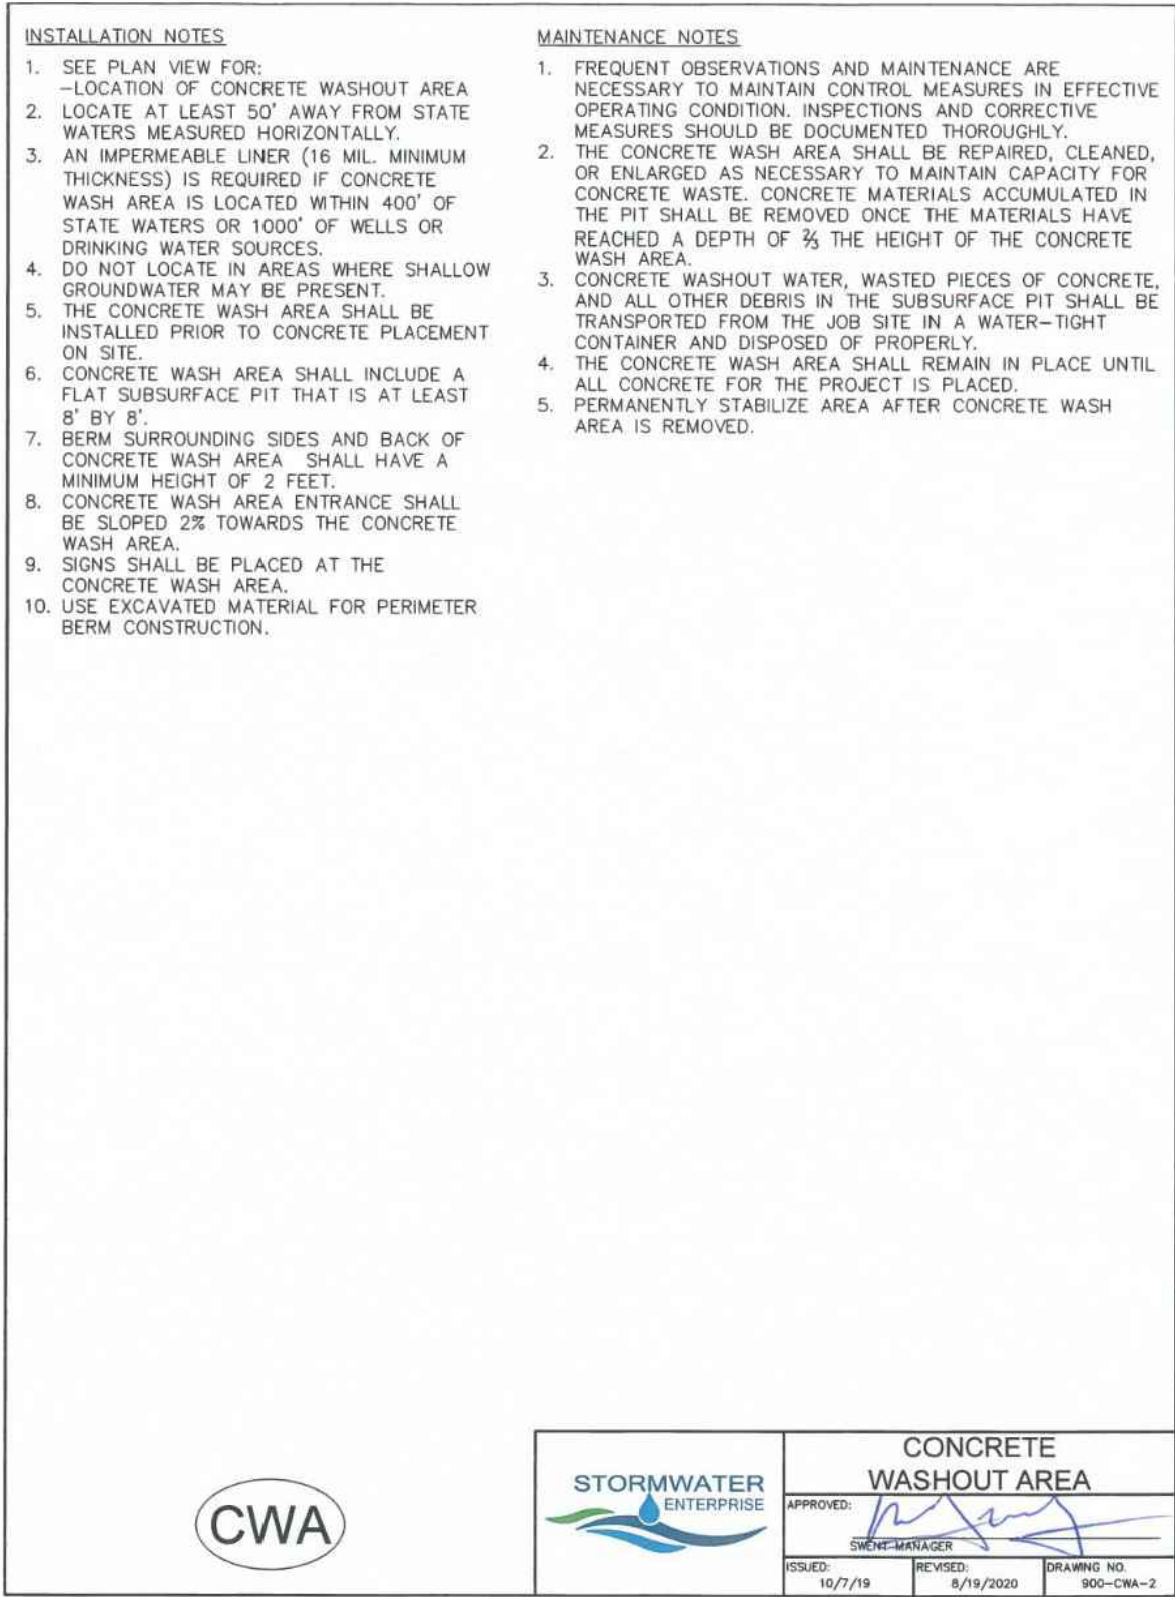 INSTALLATION NOTES
1. SEE PLAN VIEW FOR:
-LOCATION OF CONCRETE WASHOUT AREA
2. LOCATE AT LEAST 50' AWAY FROM STATE
WATERS MEASURED HORIZONTALLY.
3. AN IMPERMEABLE LINER (16 MIL. MINIMUM
THICKNESS) IS REQUIRED IF CONCRETE
WASH AREA IS LOCATED WITHIN 400' OF
STATE WATERS OR 1000' OF WELLS OR
DRINKING WATER SOURCES.
4. DO NOT LOCATE IN AREAS WHERE SHALLOW
GROUNDWATER MAY BE PRESENT.
5. THE CONCRETE WASH AREA SHALL BE
INSTALLED PRIOR TO CONCRETE PLACEMENT
ON SITE.
6. CONCRETE WASH AREA SHALL INCLUDE A
FLAT SUBSURFACE PIT THAT IS AT LEAST
8' BY 8'.
7. BERM SURROUNDING SIDES AND BACK OF
CONCRETE WASH AREA SHALL HAVE A
MINIMUM HEIGHT OF 2 FEET.
8. CONCRETE WASH AREA ENTRANCE SHALL
BE SLOPED 2% TOWARDS THE CONCRETE
WASH AREA.
9. SIGNS SHALL BE PLACED AT THE
CONCRETE WASH AREA.
10. USE EXCAVATED MATERIAL FOR PERIMETER
BERM CONSTRUCTION.
MAINTENANCE NOTES
1. FREQUENT OBSERVATIONS AND MAINTENANCE ARE
NECESSARY TO MAINTAIN CONTROL MEASURES IN EFFECTIVE
OPERATING CONDITION. INSPECTIONS AND CORRECTIVE
MEASURES SHOULD BE DOCUMENTED THOROUGHLY.
2. THE CONCRETE WASH AREA SHALL BE REPAIRED, CLEANED,
OR ENLARGED AS NECESSARY TO MAINTAIN CAPACITY FOR
CONCRETE WASTE. CONCRETE MATERIALS ACCUMULATED IN
THE PIT SHALL BE REMOVED ONCE THE MATERIALS HAVE
REACHED A DEPTH OF ⅔ THE HEIGHT OF THE CONCRETE
WASH AREA.
3. CONCRETE WASHOUT WATER, WASTED PIECES OF CONCRETE,
AND ALL OTHER DEBRIS IN THE SUBSURFACE PIT SHALL BE
TRANSPORTED FROM THE JOB SITE IN A WATER-TIGHT
CONTAINER AND DISPOSED OF PROPERLY.
4. THE CONCRETE WASH AREA SHALL REMAIN IN PLACE UNTIL
ALL CONCRETE FOR THE PROJECT IS PLACED.
5. PERMANENTLY STABILIZE AREA AFTER CONCRETE WASH
AREA IS REMOVED.
CWA
STORMWATER
ENTERPRISE
CONCRETE
WASHOUT AREA
APPROVED:
SWENT MANAGER
ISSUED:
10/7/19
REVISED:
8/19/2020
DRAWING NO.
900-CWA-2